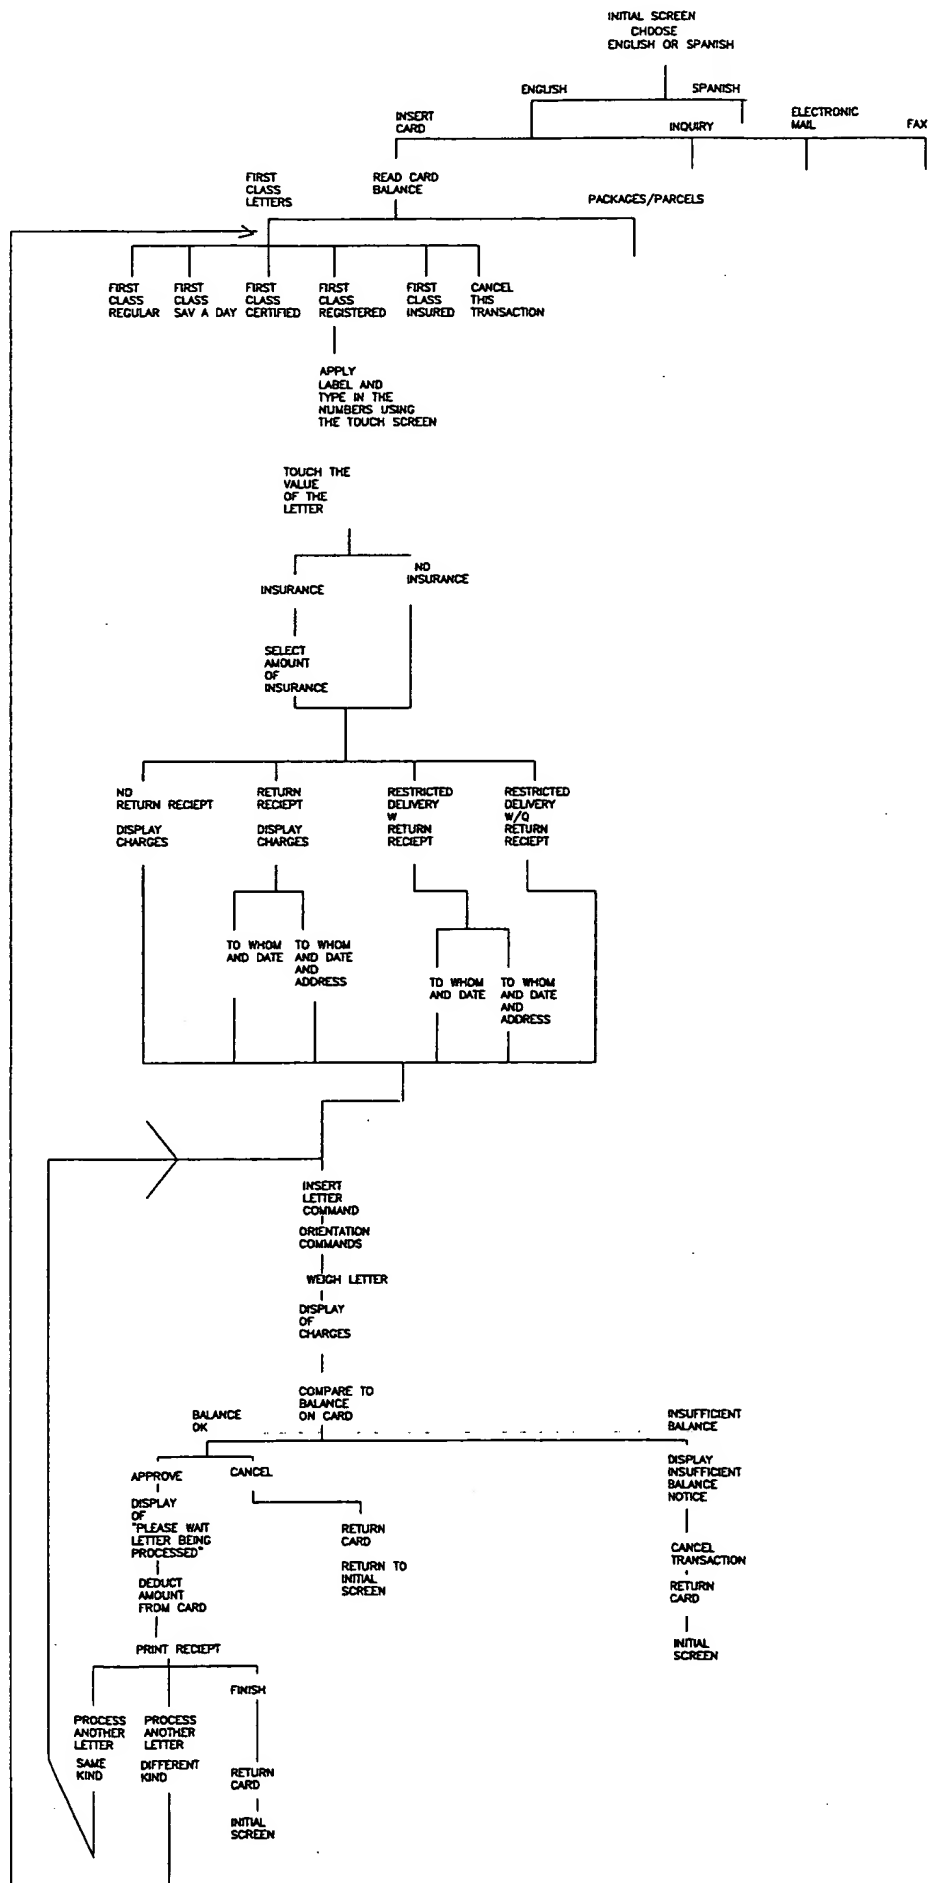 INITIAL SCREEN
CHOOSE
ENGLISH OR SPANISH
ENGLISH
SPANISH
INSERT
CARD
INQUIRY
ELECTRONIC
MAIL
FAX
FIRST
CLASS
LETTERS
READ CARD
BALANCE
PACKAGES/PARCELS
FIRST
CLASS
REGULAR
FIRST
CLASS
SAV A DAY
FIRST
CLASS
CERTIFIED
FIRST
CLASS
REGISTERED
FIRST
CLASS
INSURED
CANCEL
THIS
TRANSACTION
APPLY
LABEL AND
TYPE IN THE
NUMBERS USING
THE TOUCH SCREEN
TOUCH THE
VALUE
OF THE
LETTER
INSURANCE
NO
INSURANCE
SELECT
AMOUNT
OF
INSURANCE
NO
RETURN RECIEPT
DISPLAY
CHARGES
RETURN
RECIEPT
DISPLAY
CHARGES
RESTRICTED
DELIVERY
W
RETURN
RECIEPT
RESTRICTED
DELIVERY
W/O
RETURN
RECIEPT
TO WHOM
AND DATE
TO WHOM
AND DATE
AND
ADDRESS
TO WHOM
AND DATE
TO WHOM
AND DATE
AND
ADDRESS
INSERT
LETTER
COMMAND
ORIENTATION
COMMANDS
WEIGH LETTER
DISPLAY
OF
CHARGES
COMPARE TO
BALANCE
ON CARD
BALANCE
OK
INSUFFICIENT
BALANCE
APPROVE
CANCEL
DISPLAY
OF
"PLEASE WAIT
LETTER BEING
PROCESSED"
RETURN
CARD
RETURN TO
INITIAL
SCREEN
DISPLAY
INSUFFICIENT
BALANCE
NOTICE
CANCEL
TRANSACTION
RETURN
CARD
INITIAL
SCREEN
DEDUCT
AMOUNT
FROM CARD
PRINT RECIEPT
FINISH
PROCESS
ANOTHER
LETTER
SAME
KIND
PROCESS
ANOTHER
LETTER
DIFFERENT
KIND
RETURN
CARD
INITIAL
SCREEN